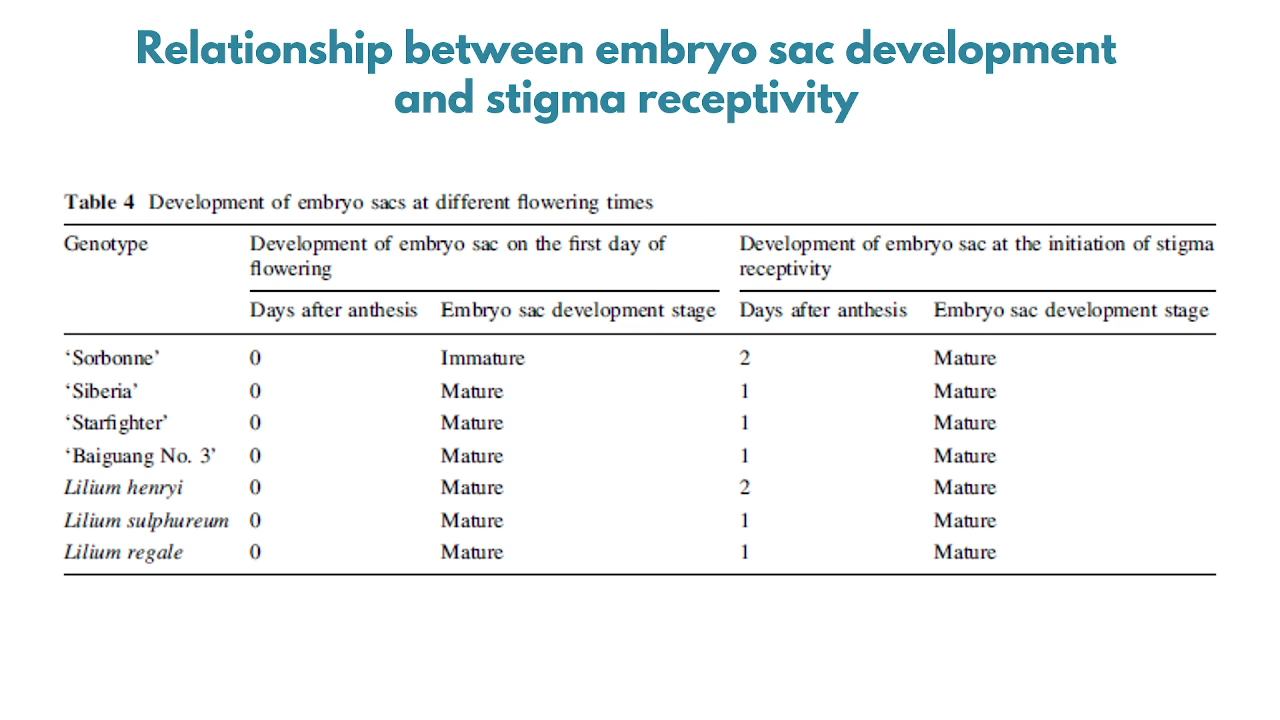 Relationship between embryo sac development
and stigma receptivity
Table 4 Development of embryo sacs at different flowering times
Genotype Development of embryo sac on the first day of flowering Development of embryo sac at the initiation of stigma receptivity
Days after anthesis Embryo sac development stage Days after anthesis Embryo sac development stage
‘Sorbonne’ 0 Immature 2 Mature
‘Siberia’ 0 Mature 1 Mature
‘Starfighter’ 0 Mature 1 Mature
‘Baiguang No. 3’ 0 Mature 1 Mature
Lilium henryi 0 Mature 2 Mature
Lilium sulphureum 0 Mature 1 Mature
Lilium regale 0 Mature 1 Mature